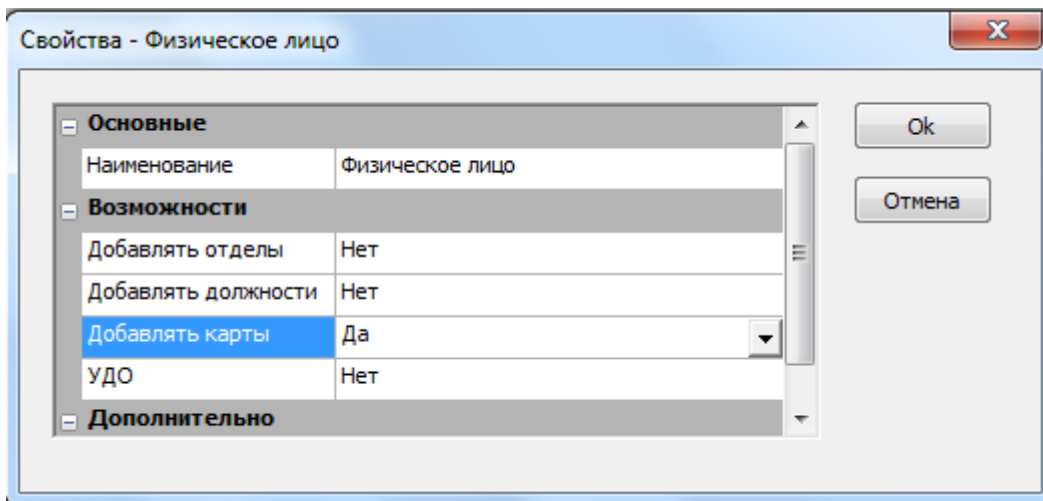 Свойства - Физическое лицо
Основные
Наименование Физическое лицо
Возможности
Добавлять отделы Нет
Добавлять должности Нет
Добавлять карты Да
УДО Нет
Дополнительно
Ok
Отмена